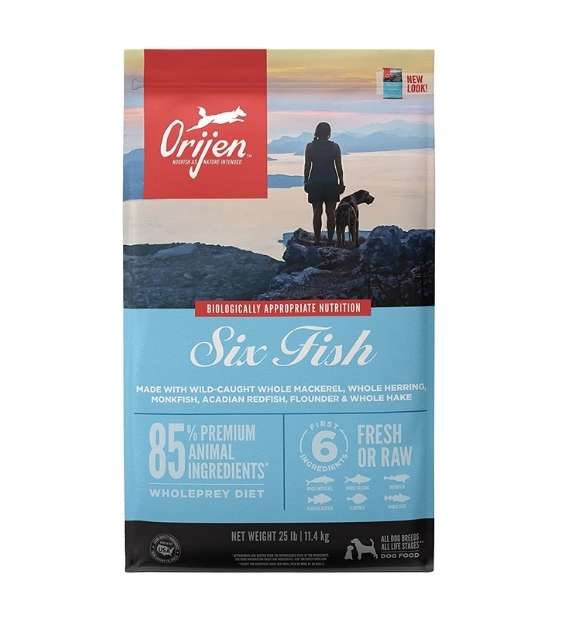 NEW
LOOK!
Orijen
NOURISH AS NATURE INTENDED
BIOLOGICALLY APPROPRIATE NUTRITION
Six Fish
MADE WITH WILD-CAUGHT WHOLE MACKEREL, WHOLE HERRING,
MONKFISH, ACADIAN REDFISH, FLOUNDER & WHOLE HAKE
85% PREMIUM
ANIMAL
INGREDIENTS*
WHOLEPREY DIET
FIRST
6
INGREDIENTS
FRESH
OR RAW
NET WEIGHT 25 lb | 11.4 kg
USA
ALL DOG BREEDS
ALL LIFE STAGES
DOG FOOD